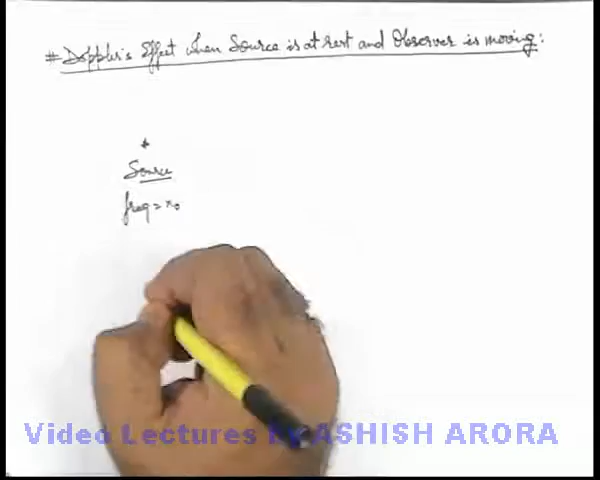 # Doppler's Effect when Source is at rest and Observer is moving :
Source
freq = n₀
Video Lectures by ASHISH ARORA